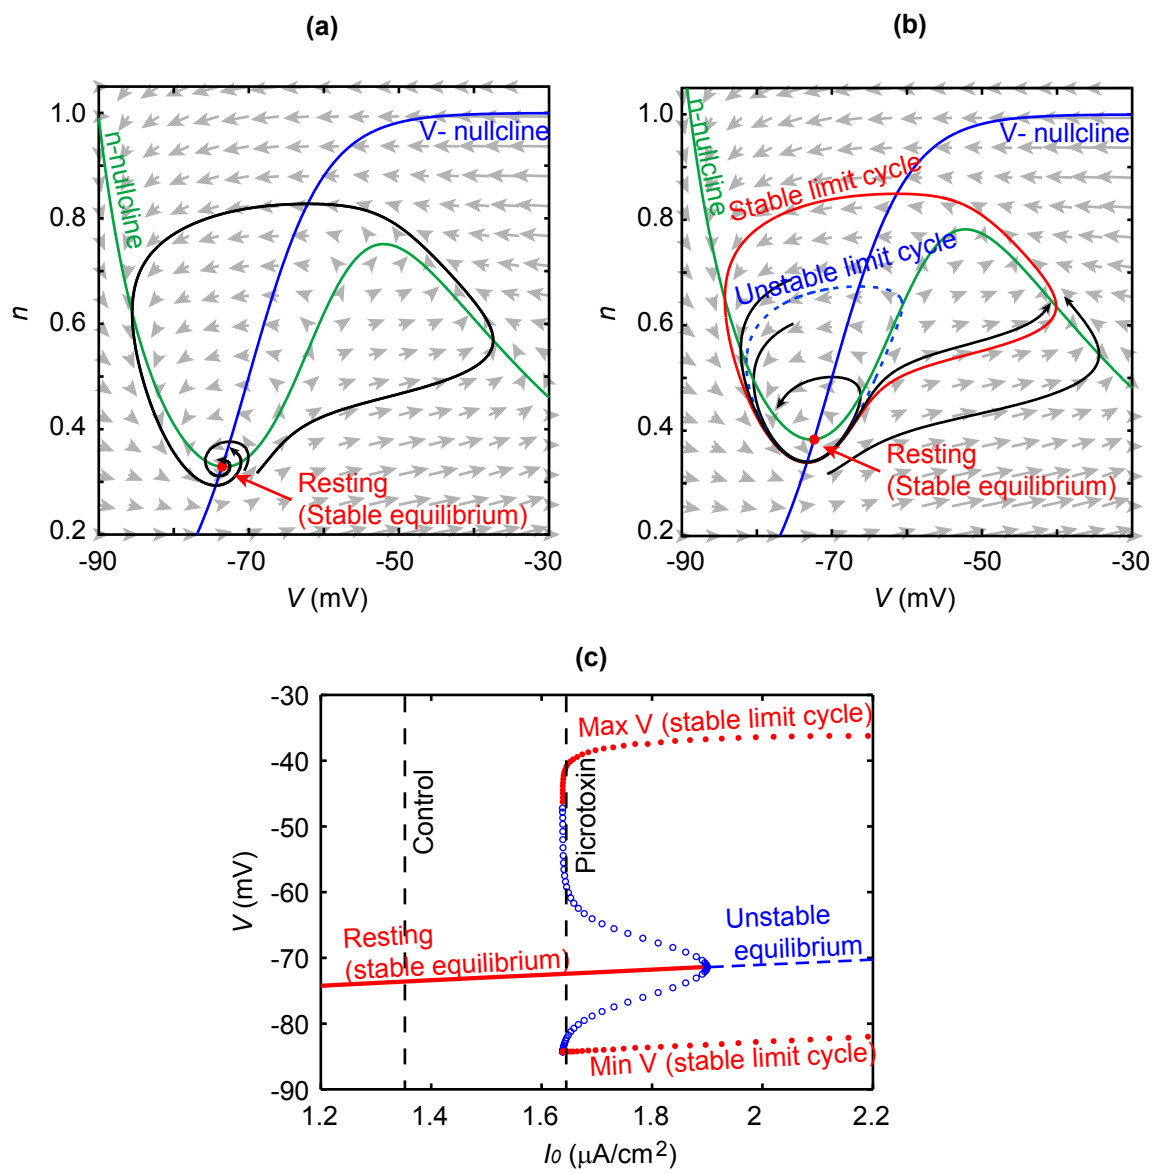 (a)
(b)
1.0
0.8
0.6
0.4
0.2
n
-90
-70
-50
-30
V (mV)
n-nullcline
V- nullcline
Resting
(Stable equilibrium)
1.0
0.8
0.6
0.4
0.2
n
-90
-70
-50
-30
V (mV)
n-nullcline
V- nullcline
Stable limit cycle
Unstable limit cycle
Resting
(Stable equilibrium)
(c)
-30
-40
-50
-60
-70
-80
-90
V (mV)
1.2
1.4
1.6
1.8
2
2.2
I0 (μA/cm2)
Max V (stable limit cycle)
Control
Picrotoxin
Resting
(stable equilibrium)
Unstable
equilibrium
Min V (stable limit cycle)